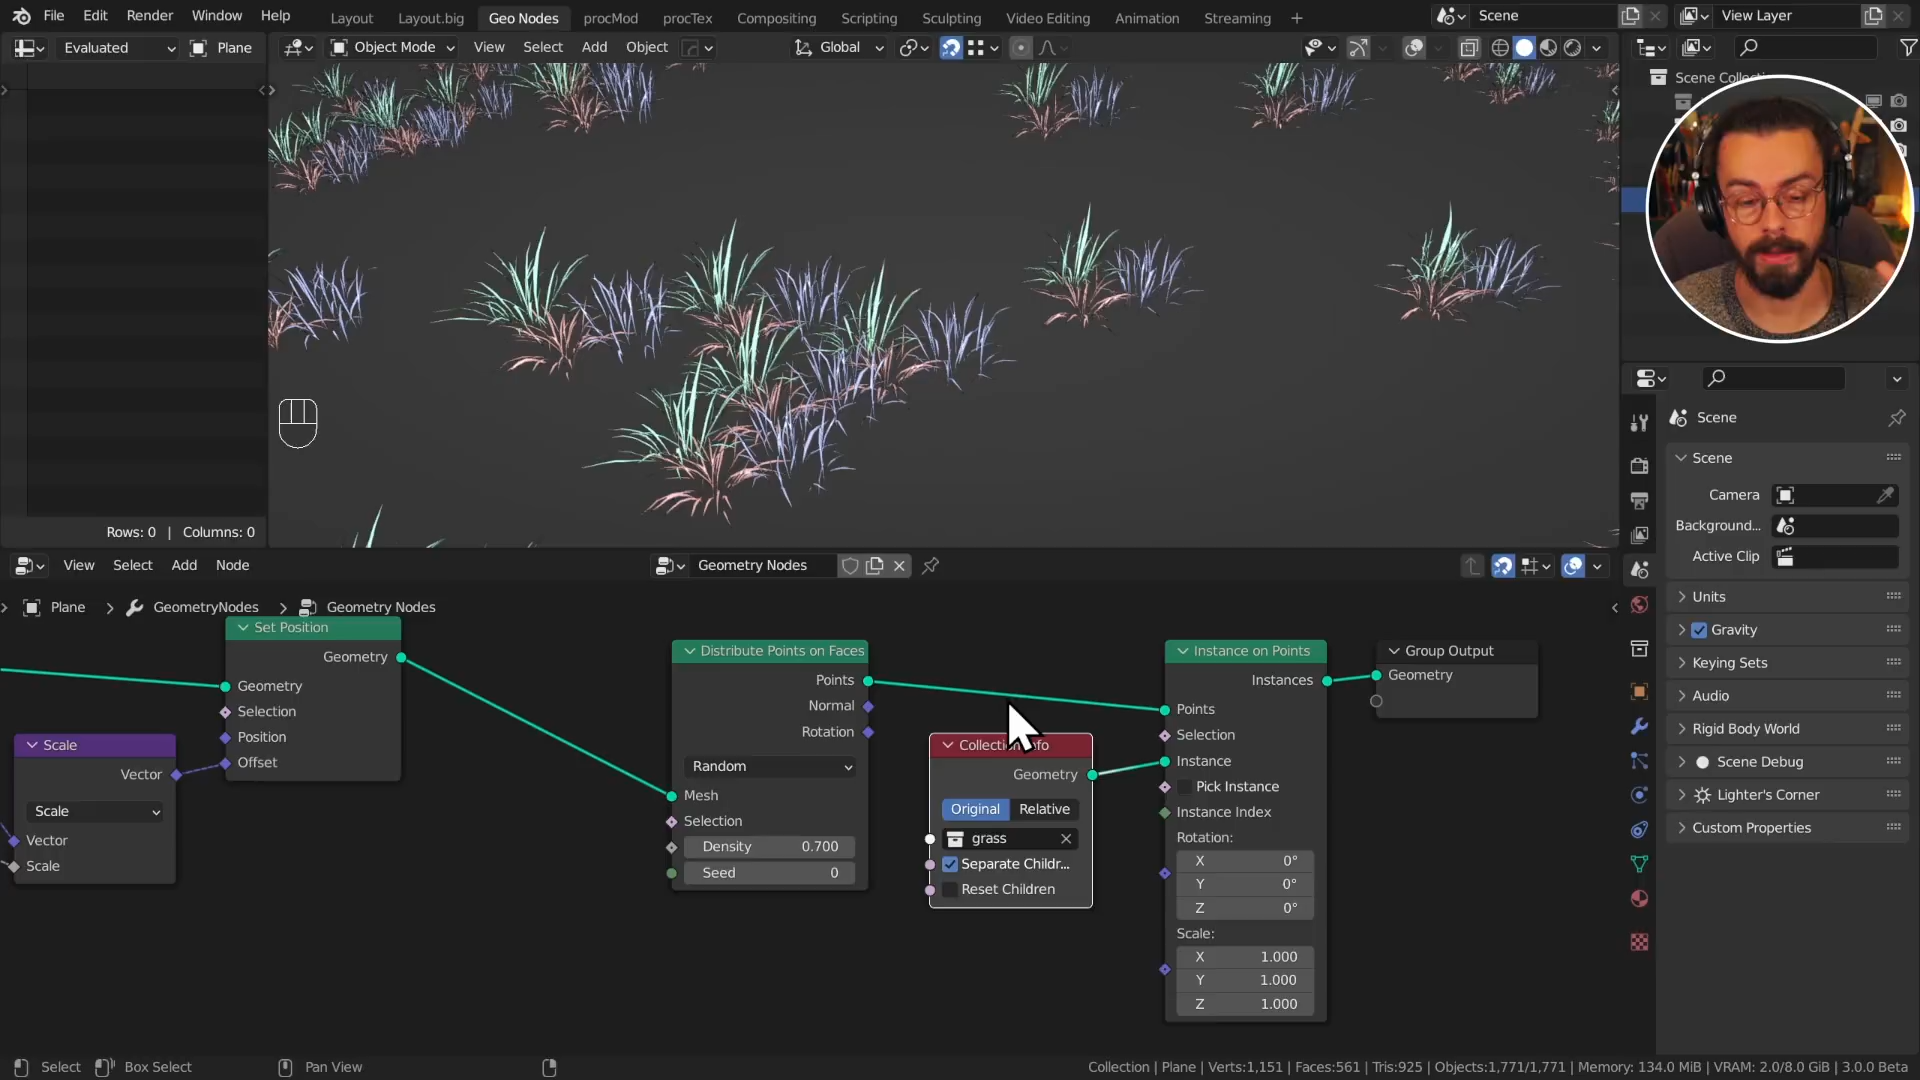 File Edit Render Window Help
Layout Layout.big Geo Nodes procMod procTex Compositing Scripting Sculpting Video Editing Animation Streaming +
Scene
View Layer
Evaluated
Plane
Object Mode View Select Add Object
Global
Scene Collecti
Rows: 0 | Columns: 0
View Select Add Node
Geometry Nodes
Plane > GeometryNodes > Geometry Nodes
Set Position
Geometry
Geometry
Selection
Position
Offset
Scale
Vector
Scale
Vector
Scale
Distribute Points on Faces
Points
Normal
Rotation
Random
Mesh
Selection
Density 0.700
Seed 0
Geometry
Original Relative
grass
Separate Childr...
Reset Children
Instance on Points
Instances
Points
Selection
Instance
Pick Instance
Instance Index
Rotation:
X 0°
Y 0°
Z 0°
Scale:
X 1.000
Y 1.000
Z 1.000
Group Output
Geometry
Scene
Scene
Camera
Background...
Active Clip
Units
Gravity
Keying Sets
Audio
Rigid Body World
Scene Debug
Lighter's Corner
Custom Properties
Select Box Select Pan View
Collection | Plane | Verts:1,151 | Faces:561 | Tris:925 | Objects:1,771/1,771 | Memory: 134.0 MiB | VRAM: 2.0/8.0 GiB | 3.0.0 Beta